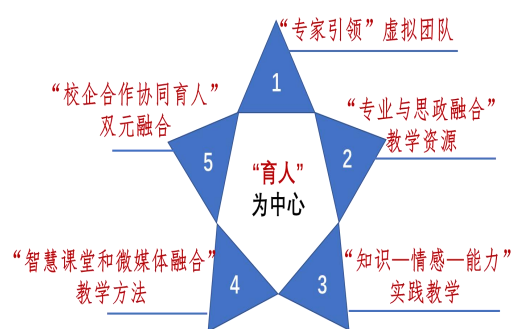 “专家引领”虚拟团队
1
“专业与思政融合”
教学资源
2
“知识—情感—能力”
实践教学
3
“智慧课堂和微媒体融合”
教学方法
4
“校企合作协同育人”
双元融合
5
“育人”
为中心